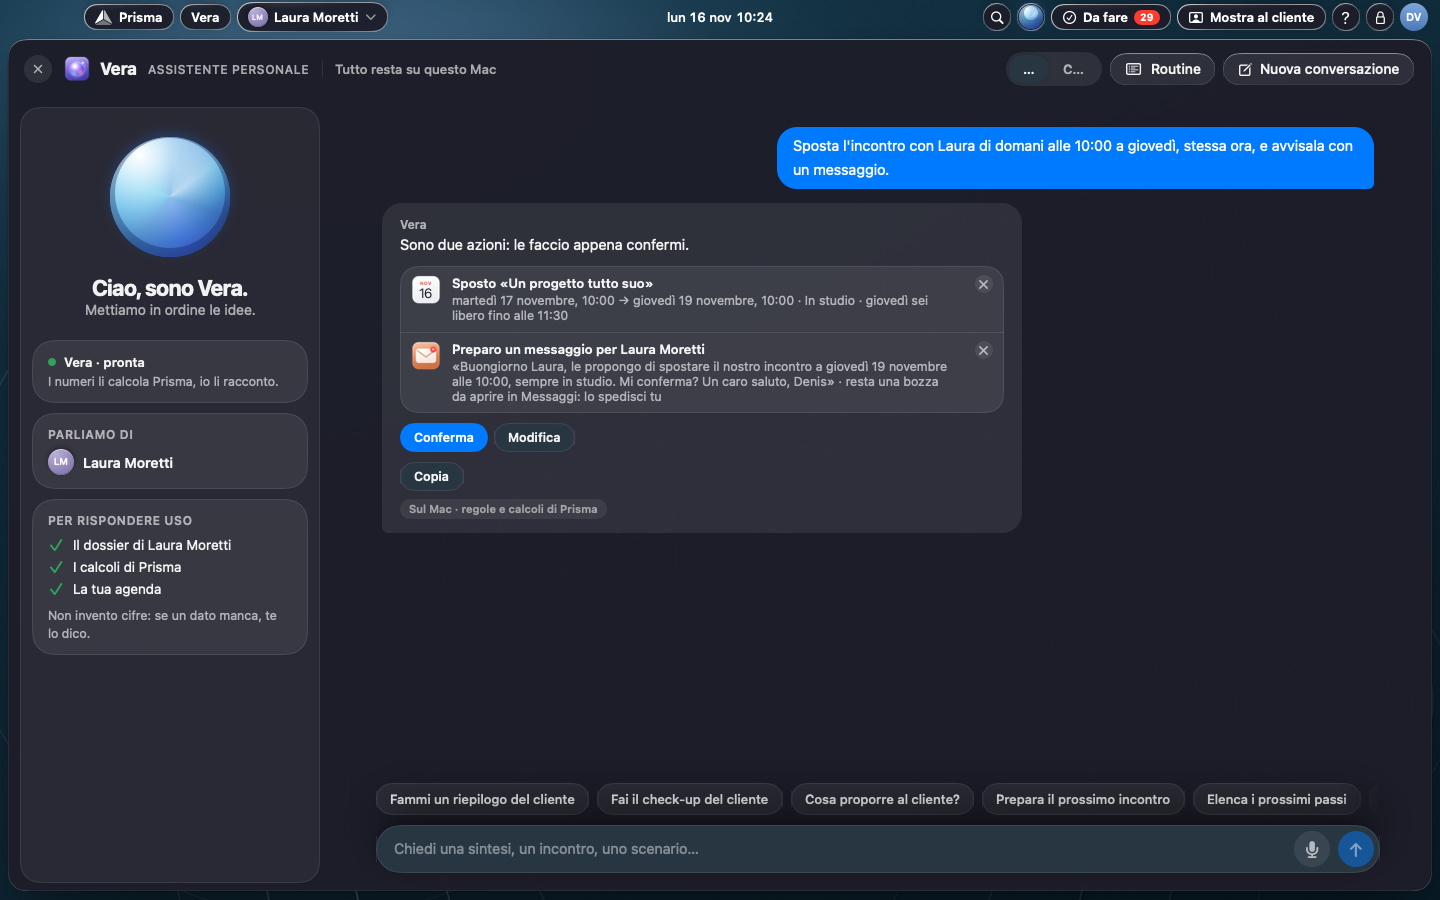 Prisma
Vera
LM Laura Moretti
lun 16 nov 10:24
Da fare 29
Mostra al cliente
?
DV
Vera ASSISTENTE PERSONALE
Tutto resta su questo Mac
...
C...
Routine
Nuova conversazione
Ciao, sono Vera.
Mettiamo in ordine le idee.
Vera · pronta
I numeri li calcola Prisma, io li racconto.
PARLIAMO DI
LM Laura Moretti
PER RISPONDERE USO
Il dossier di Laura Moretti
I calcoli di Prisma
La tua agenda
Non invento cifre: se un dato manca, te
lo dico.
Sposta l'incontro con Laura di domani alle 10:00 a giovedì, stessa ora, e avvisala con
un messaggio.
Vera
Sono due azioni: le faccio appena confermi.
NOV
16
Sposto «Un progetto tutto suo»
martedì 17 novembre, 10:00 → giovedì 19 novembre, 10:00 · In studio · giovedì sei
libero fino alle 11:30
Preparo un messaggio per Laura Moretti
«Buongiorno Laura, le propongo di spostare il nostro incontro a giovedì 19 novembre
alle 10:00, sempre in studio. Mi conferma? Un caro saluto, Denis» · resta una bozza
da aprire in Messaggi: lo spedisci tu
Conferma
Modifica
Copia
Sul Mac · regole e calcoli di Prisma
Fammi un riepilogo del cliente
Fai il check-up del cliente
Cosa proporre al cliente?
Prepara il prossimo incontro
Elenca i prossimi passi
Chiedi una sintesi, un incontro, uno scenario...